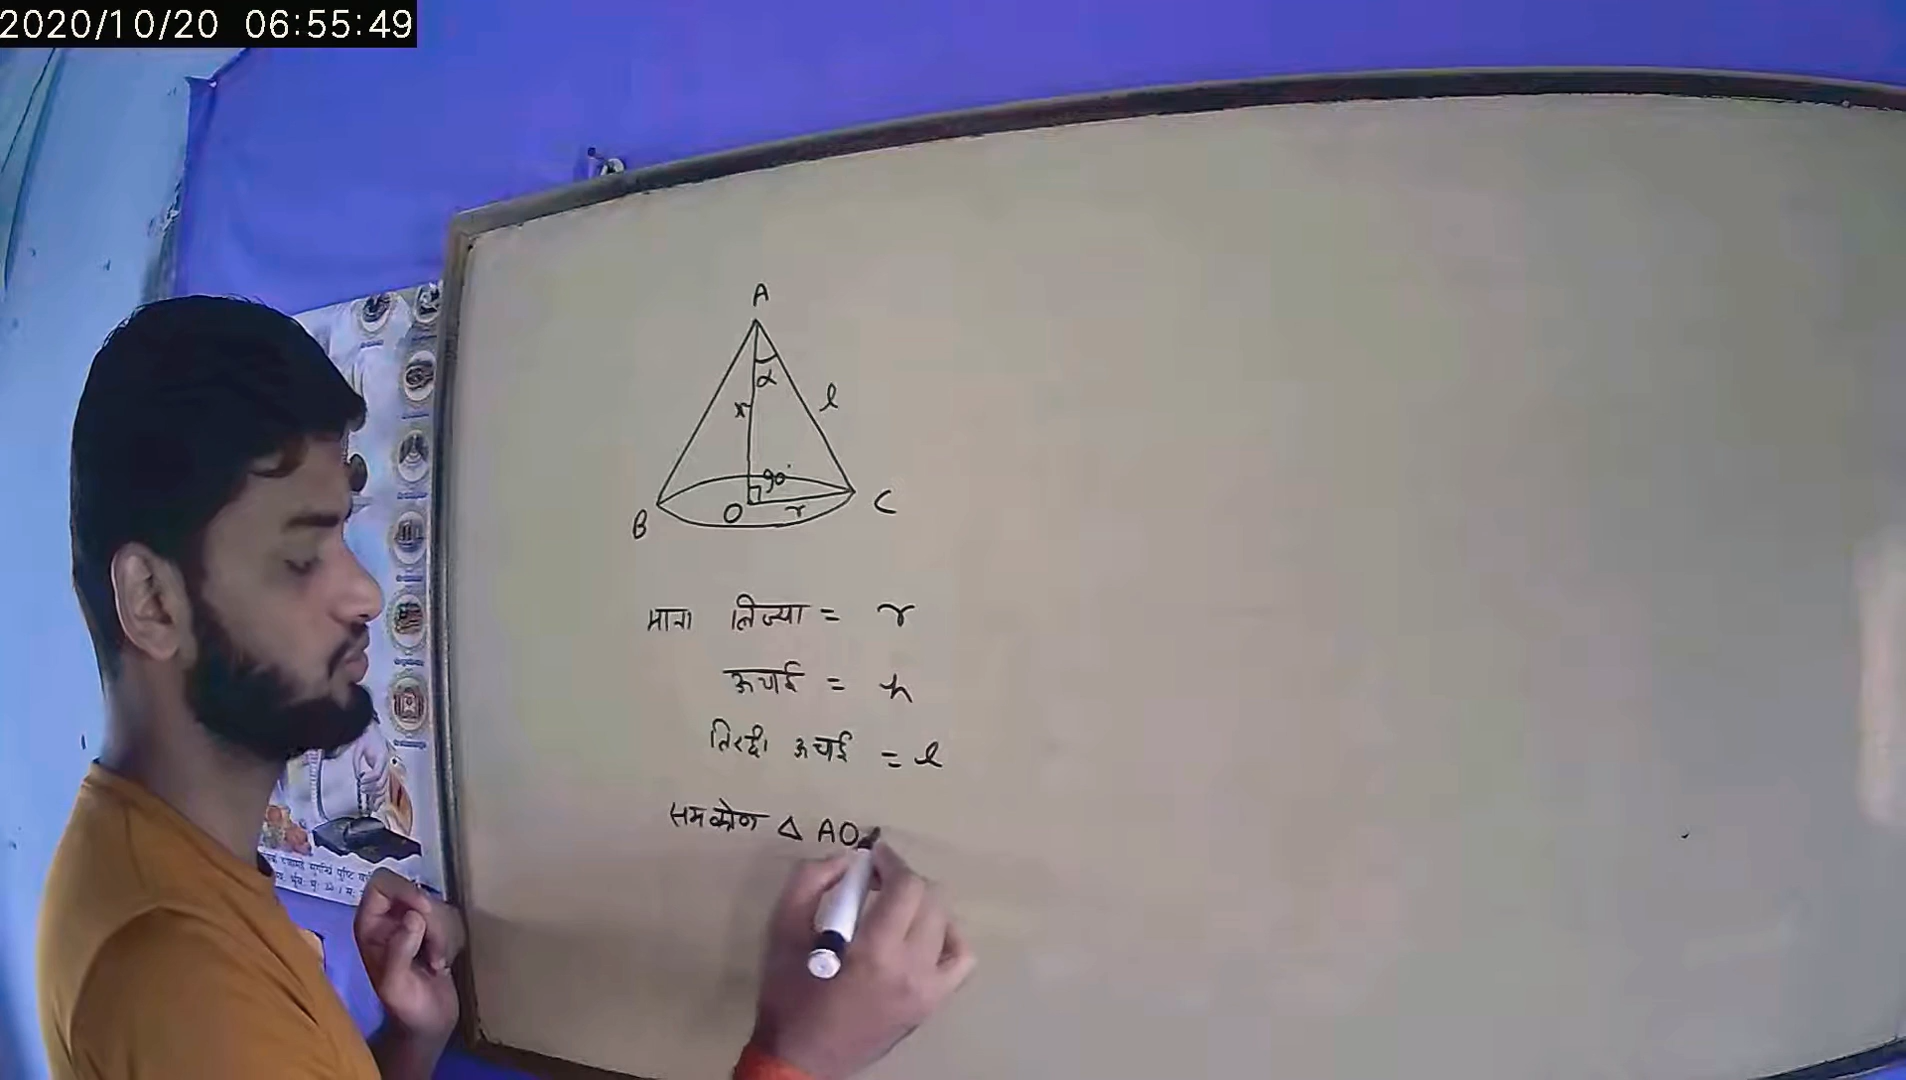 2020/10/20 06:55:49
A
α
l
90°
B
O
r
C
माना त्रिज्या = r
ऊचाई = h
तिरछी ऊचाई = l
समकोण Δ AO